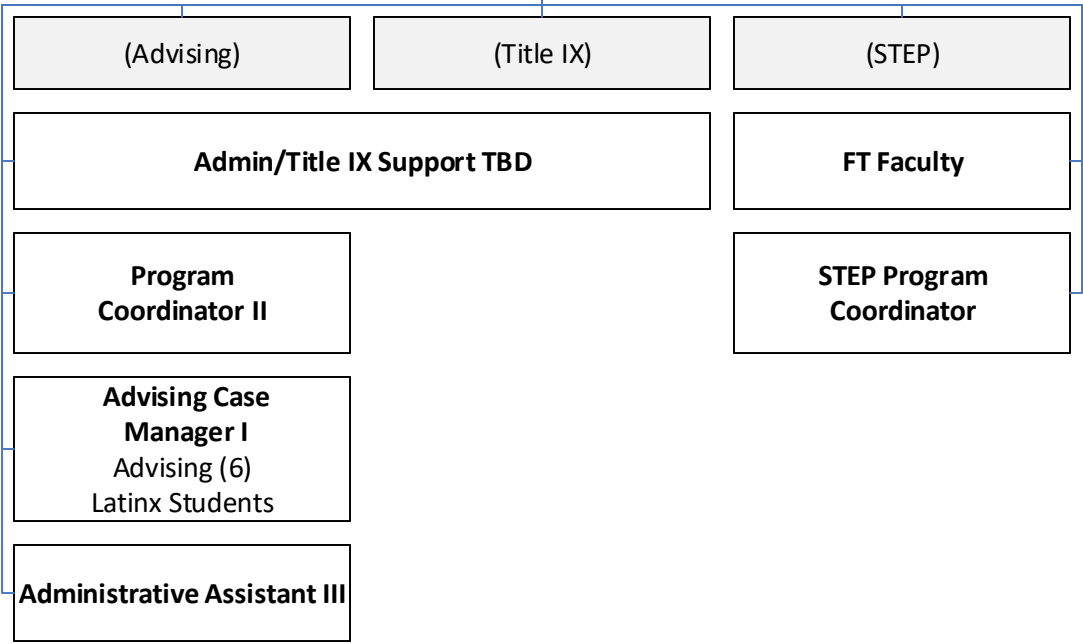 (Advising)
(Title IX)
(STEP)
Admin/Title IX Support TBD
FT Faculty
Program
Coordinator II
STEP Program
Coordinator
Advising Case
Manager I
Advising (6)
Latinx Students
Administrative Assistant III